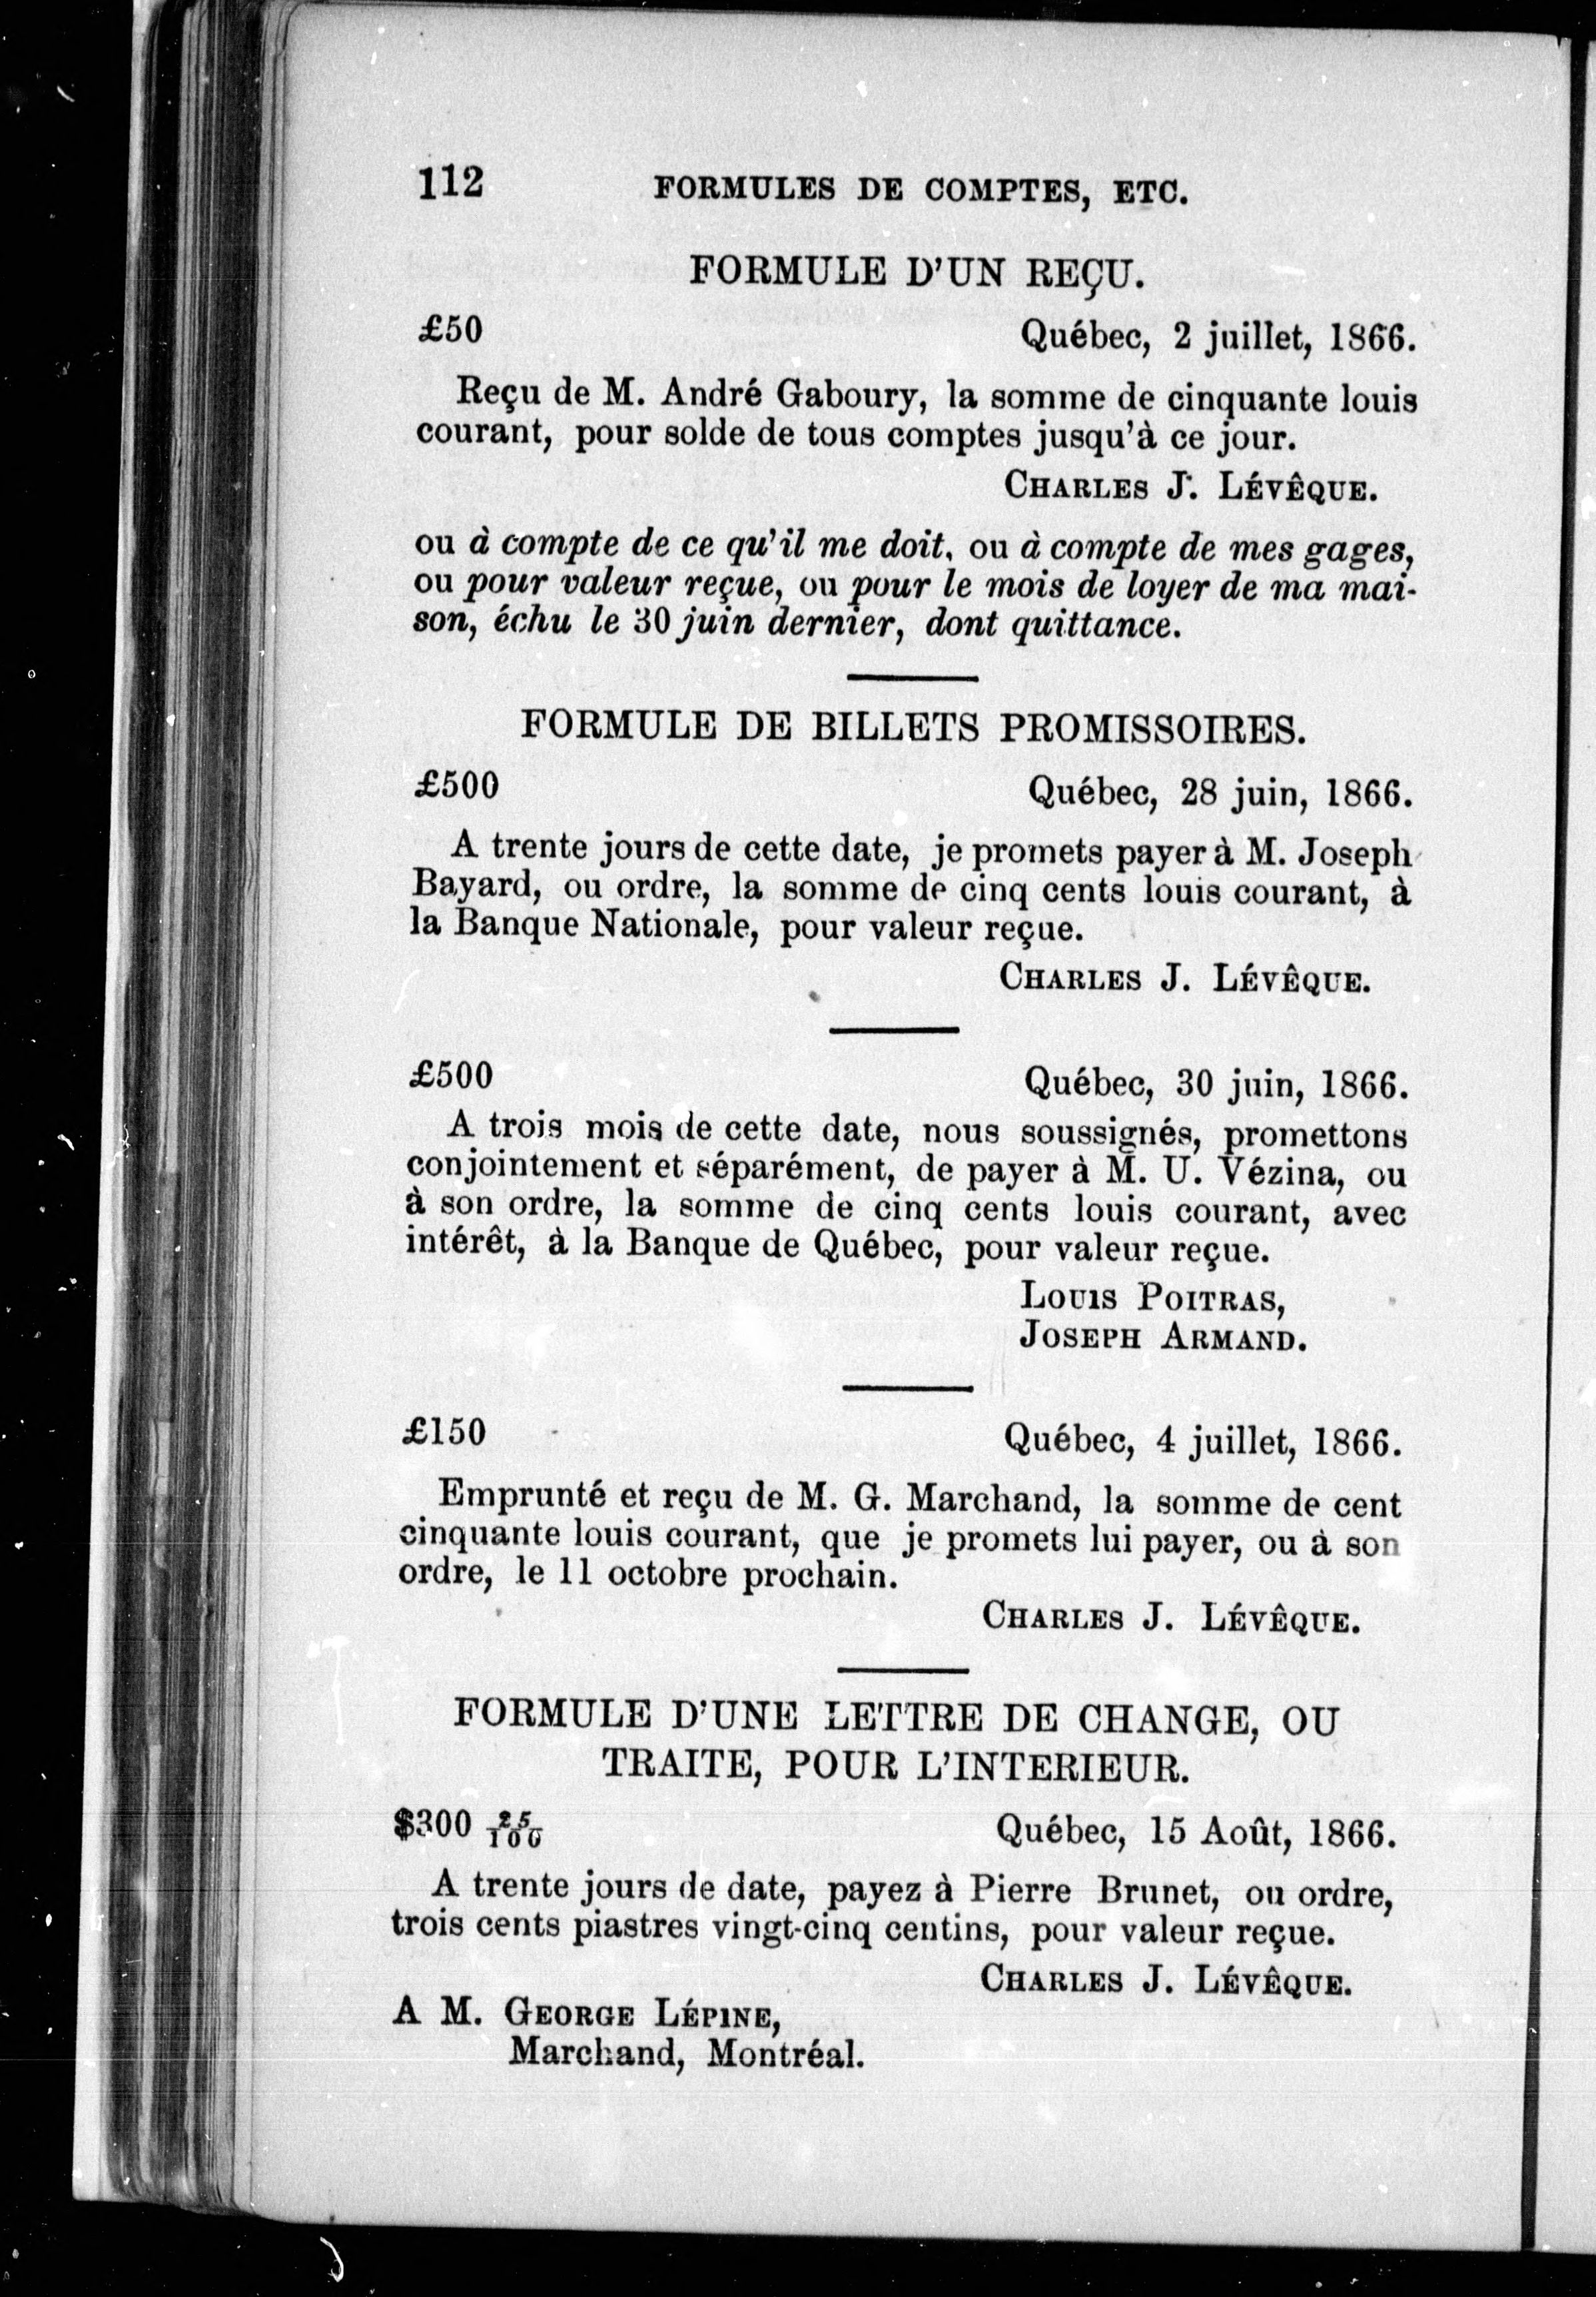 112 FORMULES DE COMPTES, ETC.
FORMULE D'UN REÇU.
£50 Québec, 2 juillet, 1866.
Reçu de M. André Gaboury, la somme de cinquante louis
courant, pour solde de tous comptes jusqu'à ce jour.
CHARLES J. LÉVÊQUE.
ou à compte de ce qu'il me doit, ou à compte de mes gages,
ou pour valeur reçue, ou pour le mois de loyer de ma mai-
son, échu le 30 juin dernier, dont quittance.
FORMULE DE BILLETS PROMISSOIRES.
£500 Québec, 28 juin, 1866.
A trente jours de cette date, je promets payer à M. Joseph
Bayard, ou ordre, la somme de cinq cents louis courant, à
la Banque Nationale, pour valeur reçue.
CHARLES J. LÉVÊQUE.
£500 Québec, 30 juin, 1866.
A trois mois de cette date, nous soussignés, promettons
conjointement et séparément, de payer à M. U. Vézina, ou
à son ordre, la somme de cinq cents louis courant, avec
intérêt, à la Banque de Québec, pour valeur reçue.
LOUIS POITRAS,
JOSEPH ARMAND.
£150 Québec, 4 juillet, 1866.
Emprunté et reçu de M. G. Marchand, la somme de cent
cinquante louis courant, que je promets lui payer, ou à son
ordre, le 11 octobre prochain.
CHARLES J. LÉVÊQUE.
FORMULE D'UNE LETTRE DE CHANGE, OU
TRAITE, POUR L'INTERIEUR.
$300 25/100 Québec, 15 Août, 1866.
A trente jours de date, payez à Pierre Brunet, ou ordre,
trois cents piastres vingt-cinq centins, pour valeur reçue.
CHARLES J. LÉVÊQUE.
A M. GEORGE LÉPINE,
Marchand, Montréal.